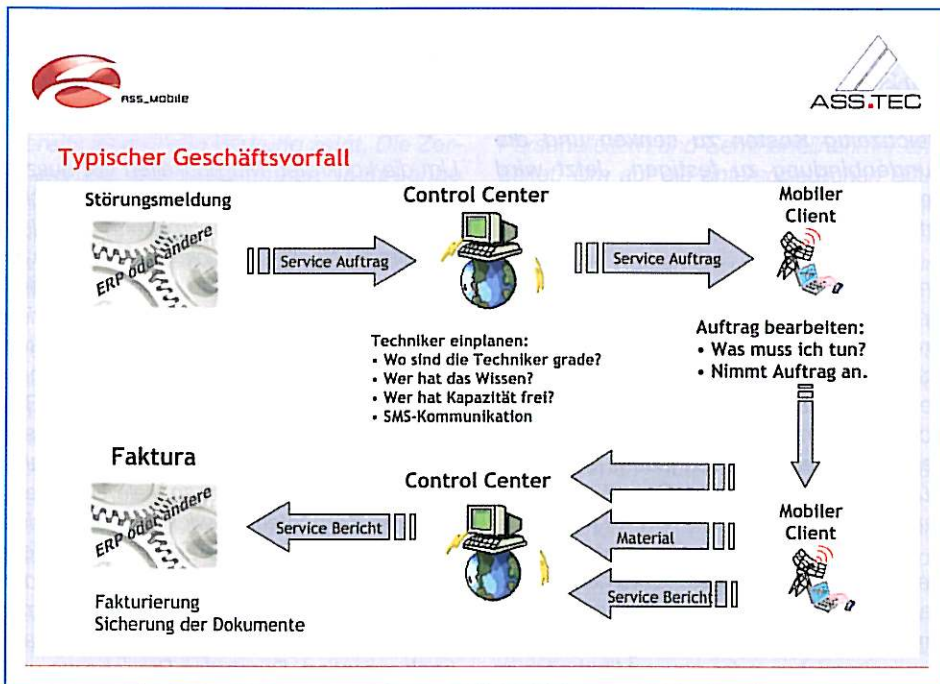 ASS_MOBILE
ASS.TEC
Typischer Geschäftsvorfall
Störungsmeldung
ERP oder andere
Service Auftrag
Control Center
Service Auftrag
Mobiler
Client
Techniker einplanen:
• Wo sind die Techniker grade?
• Wer hat das Wissen?
• Wer hat Kapazität frei?
• SMS-Kommunikation
Auftrag bearbeiten:
• Was muss ich tun?
• Nimmt Auftrag an.
Faktura
ERP oder andere
Service Bericht
Control Center
Material
Service Bericht
Mobiler
Client
Fakturierung
Sicherung der Dokumente